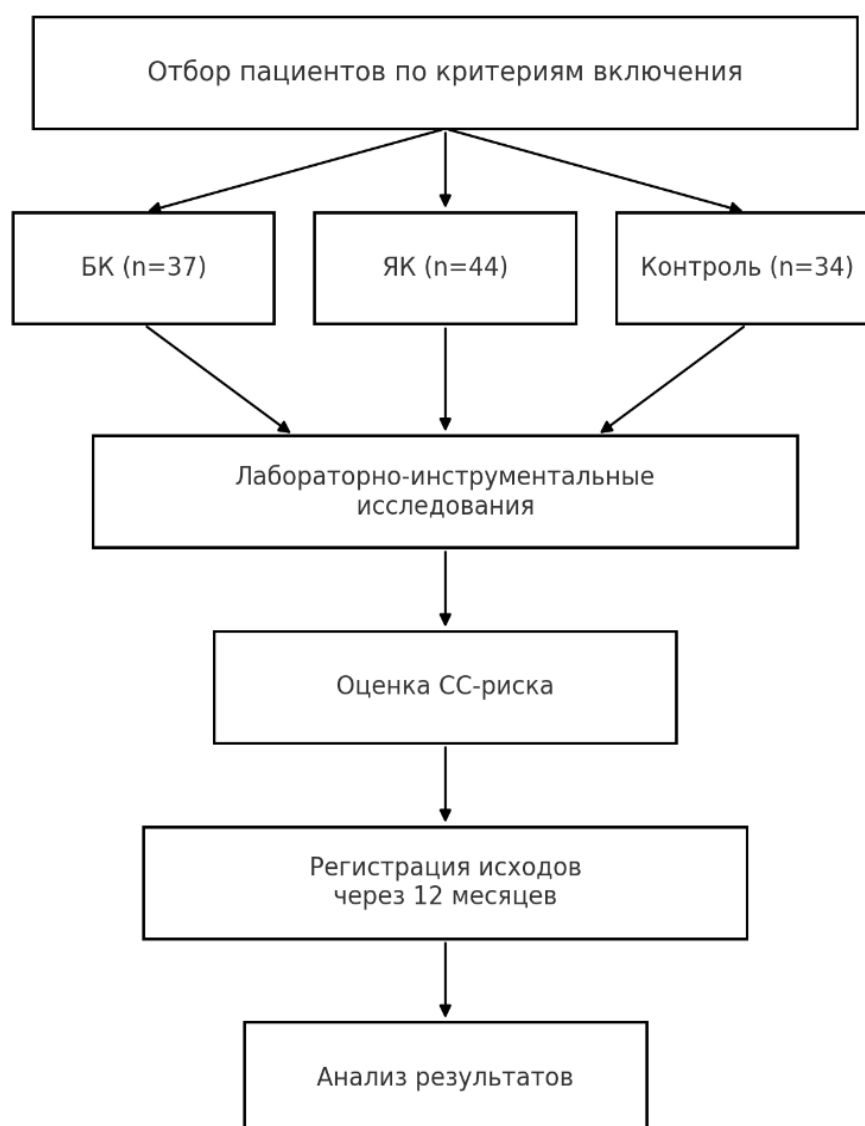 Отбор пациентов по критериям включения
БК (n=37)
ЯК (n=44)
Контроль (n=34)
Лабораторно-инструментальные
исследования
Оценка СС-риска
Регистрация исходов
через 12 месяцев
Анализ результатов